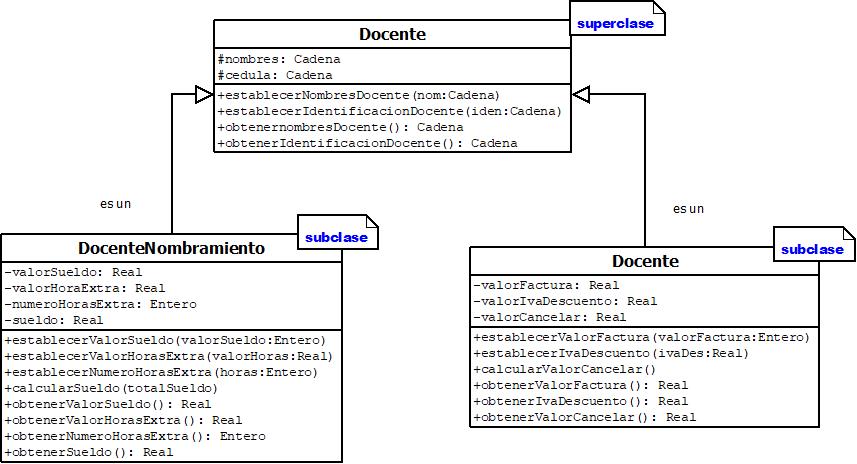 superclase
Docente
#nombres: Cadena
#cedula: Cadena
+establecerNombresDocente(nom:Cadena)
+establecerIdentificacionDocente(iden:Cadena)
+obtenernombresDocente(): Cadena
+obtenerIdentificacionDocente(): Cadena
es un
es un
subclase
DocenteNombramiento
-valorSueldo: Real
-valorHoraExtra: Real
-numeroHorasExtra: Entero
-sueldo: Real
+establecerValorSueldo(valorSueldo:Entero)
+establecerValorHorasExtra(valorHoras:Real)
+establecerNumeroHorasExtra(horas:Entero)
+calcularSueldo(totalSueldo)
+obtenerValorSueldo(): Real
+obtenerValorHorasExtra(): Real
+obtenerNumeroHorasExtra(): Entero
+obtenerSueldo(): Real
subclase
Docente
-valorFactura: Real
-valorIvaDescuento: Real
-valorCancelar: Real
+establecerValorFactura(valorFactura:Entero)
+establecerIvaDescuento(ivaDes:Real)
+calcularValorCancelar()
+obtenerValorFactura(): Real
+obtenerIvaDescuento(): Real
+obtenerValorCancelar(): Real